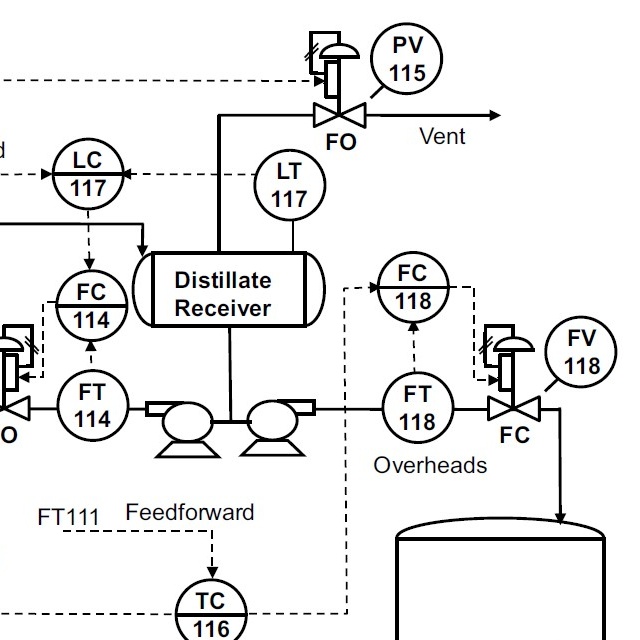 PV
115
FO
Vent
LC
117
LT
117
Distillate
Receiver
FC
114
FC
118
FV
118
FT
114
FT
118
FC
Overheads
FT111
Feedforward
TC
116